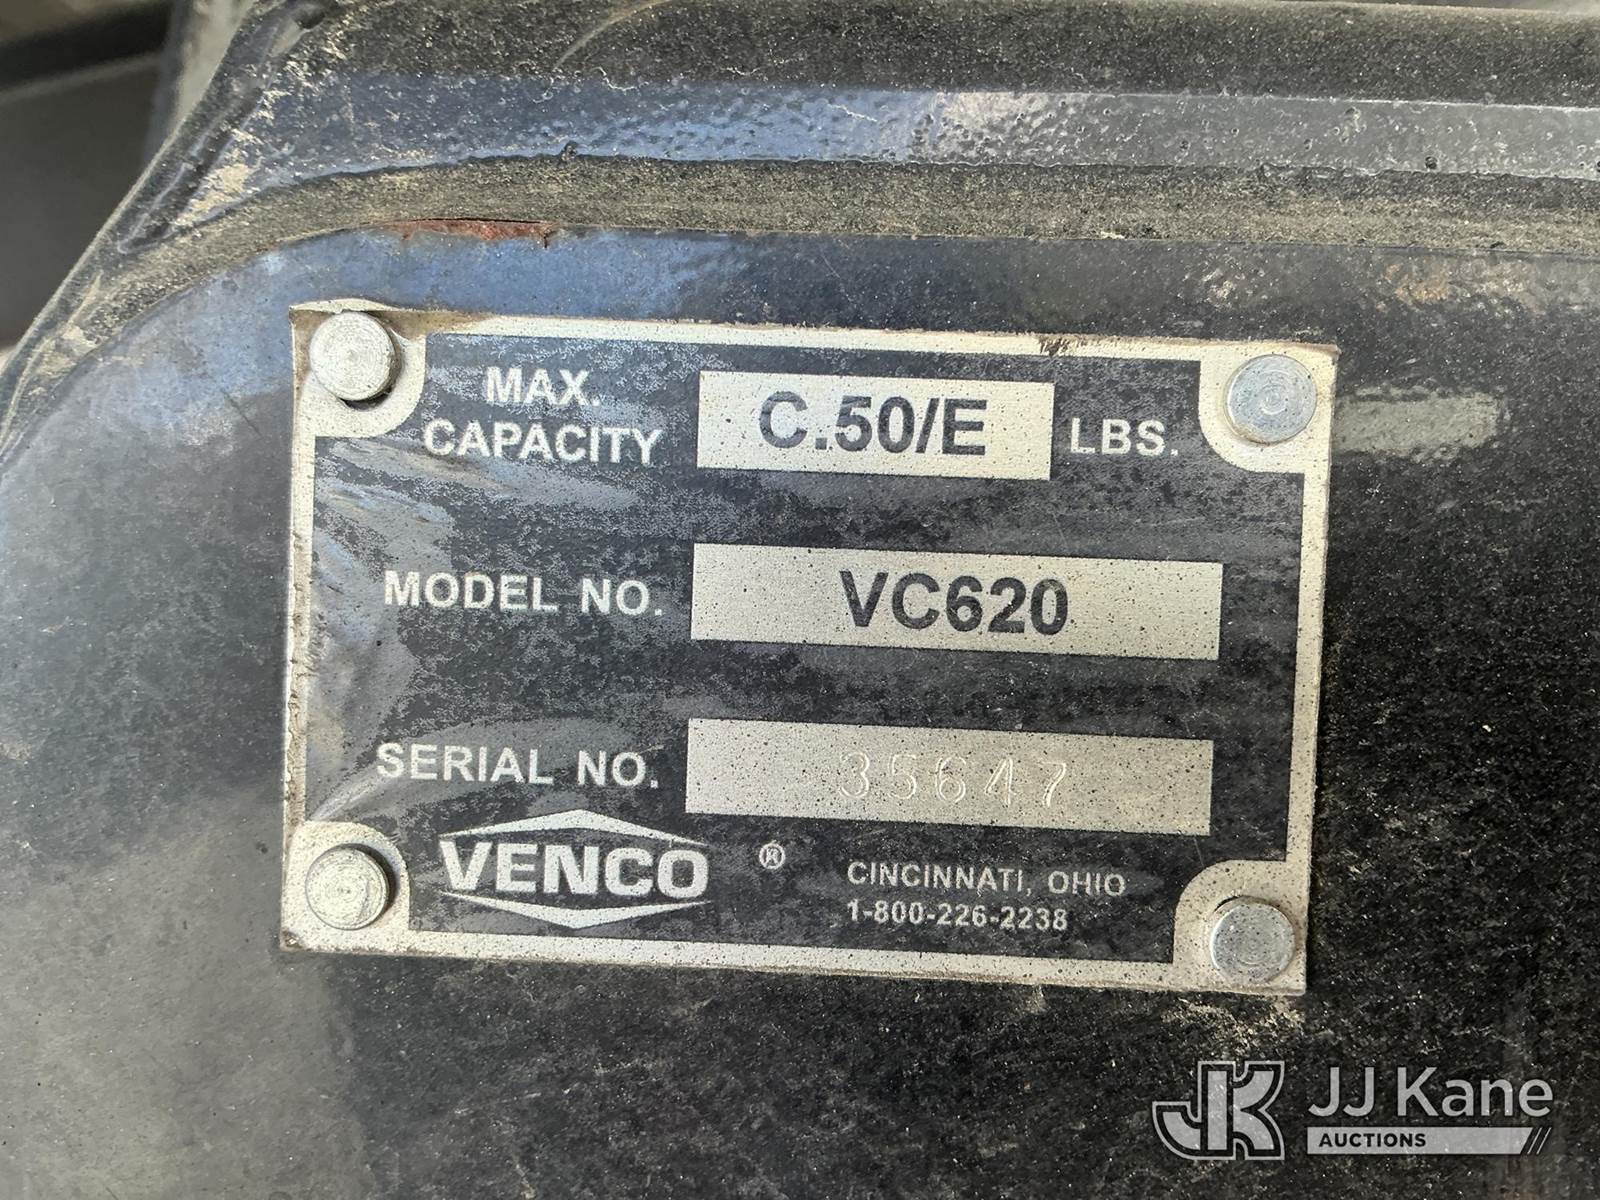 MAX. CAPACITY C.50/E LBS.
MODEL NO. VC620
SERIAL NO. 35647
VENCO ® CINCINNATI, OHIO
1-800-226-2238
JK JJ Kane
AUCTIONS